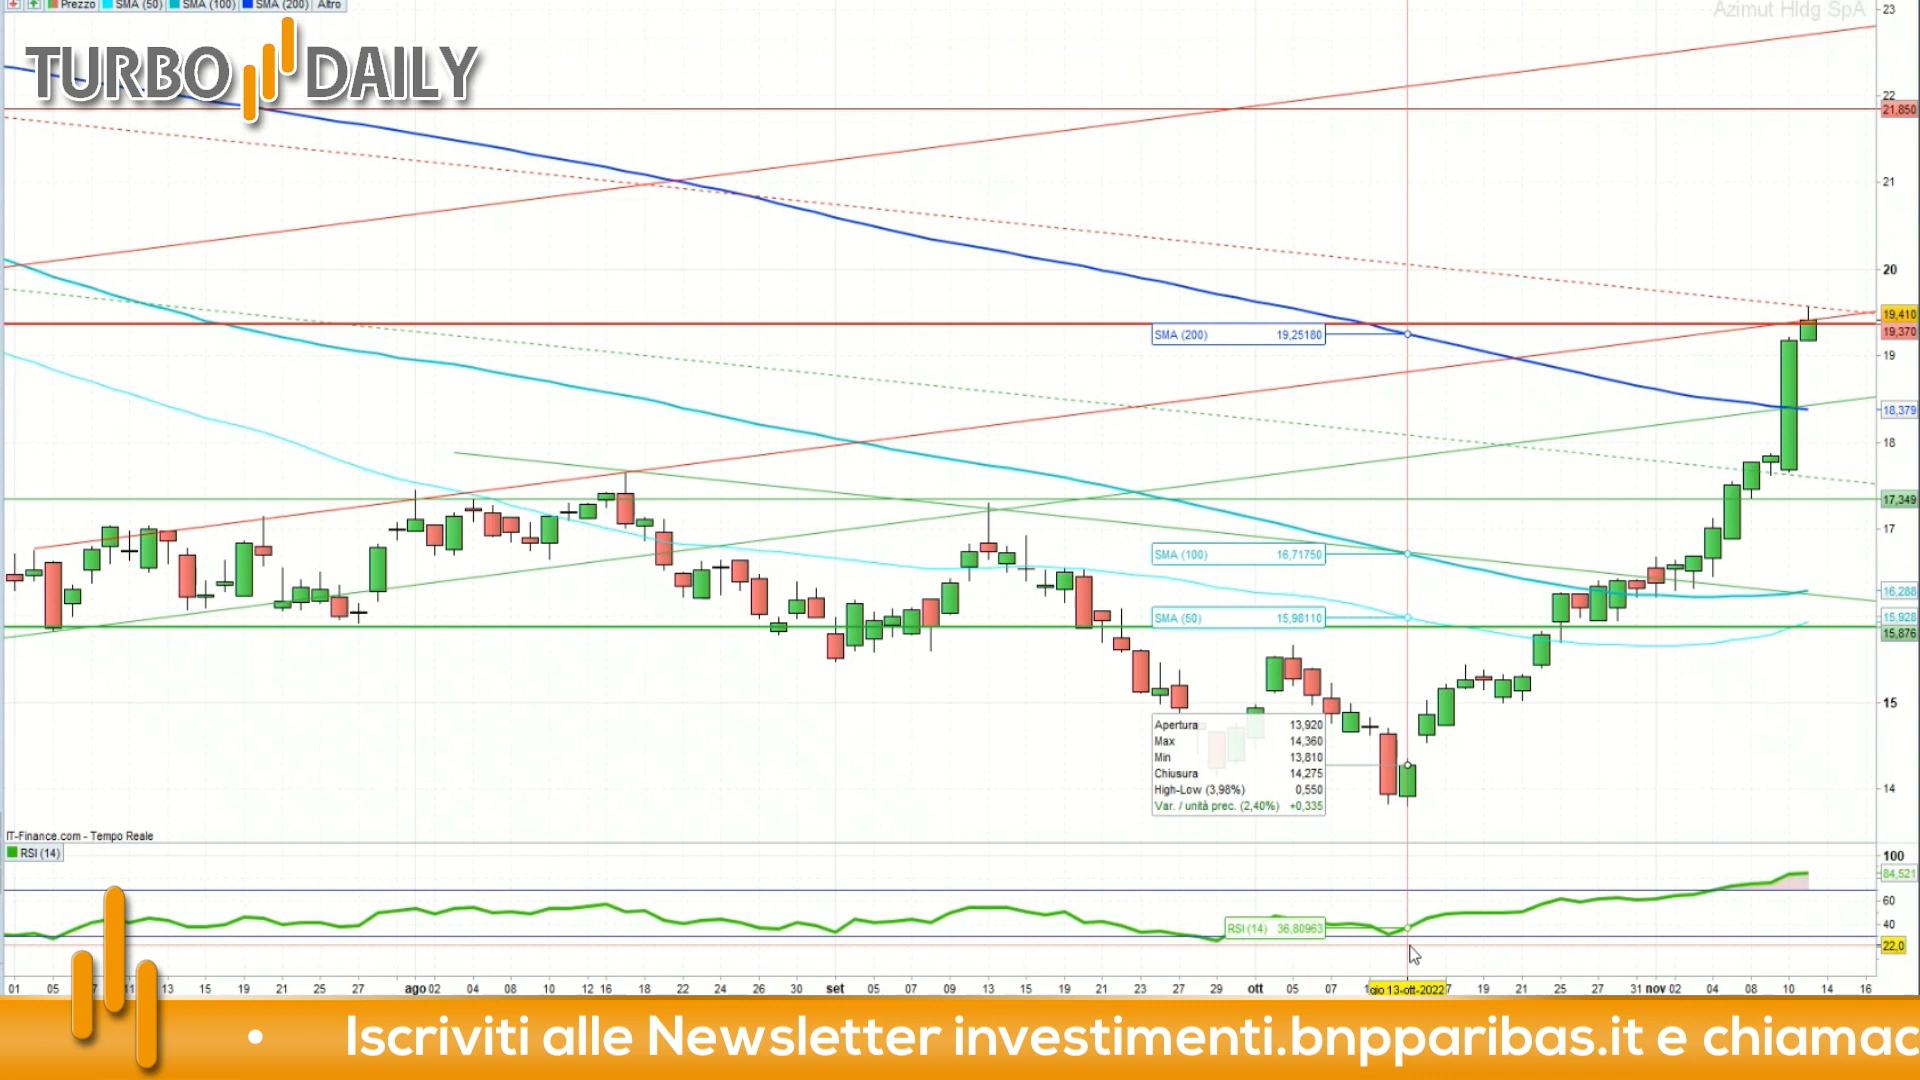 Prezzo SMA (50) SMA (100) SMA (200) Altro
Azimut Hldg SpA
TURBO DAILY
23
22
21,850
21
20
19,410
19,370
19
18,379
18
17,349
17
16,288
15,928
15,876
15
14
SMA (200) 19,25180
SMA (100) 16,71750
SMA (50) 15,98110
Apertura 13,920
Max 14,360
Min 13,810
Chiusura 14,275
High-Low (3,98%) 0,550
Var. / unità prec. (2,40%) +0,335
IT-Finance.com - Tempo Reale
RSI (14)
100
84,521
60
40
22,0
RSI (14) 36,80963
01 05 7 11 13 15 19 21 25 27 ago 02 04 08 10 12 16 18 22 24 26 30 set 05 07 09 13 15 19 21 23 27 29 ott 05 07 1 gio 13-ott-2022 7 19 21 25 27 31 nov 02 04 08 10 14 16
• Iscriviti alle Newsletter investimenti.bnpparibas.it e chiamac